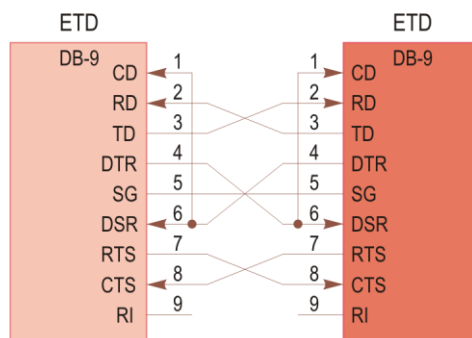 ETD ETD
DB-9 DB-9
CD 1 1 CD
RD 2 2 RD
TD 3 3 TD
DTR 4 4 DTR
SG 5 5 SG
DSR 6 6 DSR
RTS 7 7 RTS
CTS 8 8 CTS
RI 9 9 RI